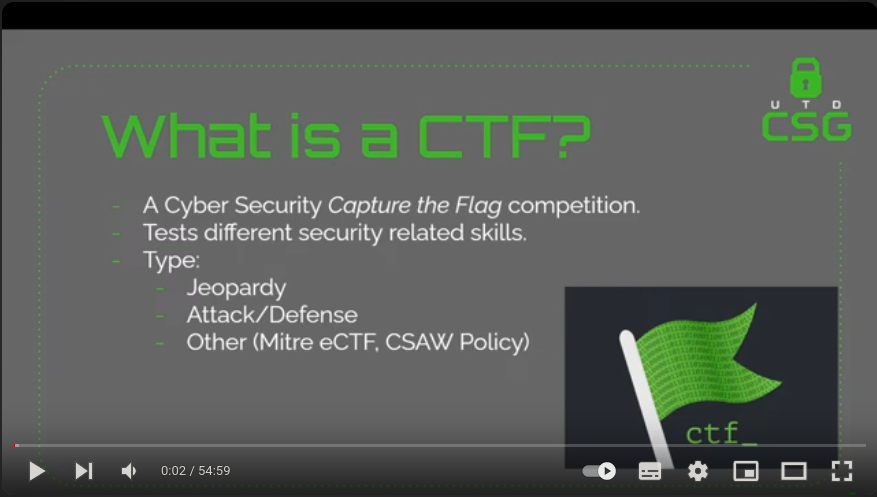 U T D
CSG
What is a CTF?
- A Cyber Security Capture the Flag competition.
- Tests different security related skills.
- Type:
- Jeopardy
- Attack/Defense
- Other (Mitre eCTF, CSAW Policy)
ctf_
0:02 / 54:59